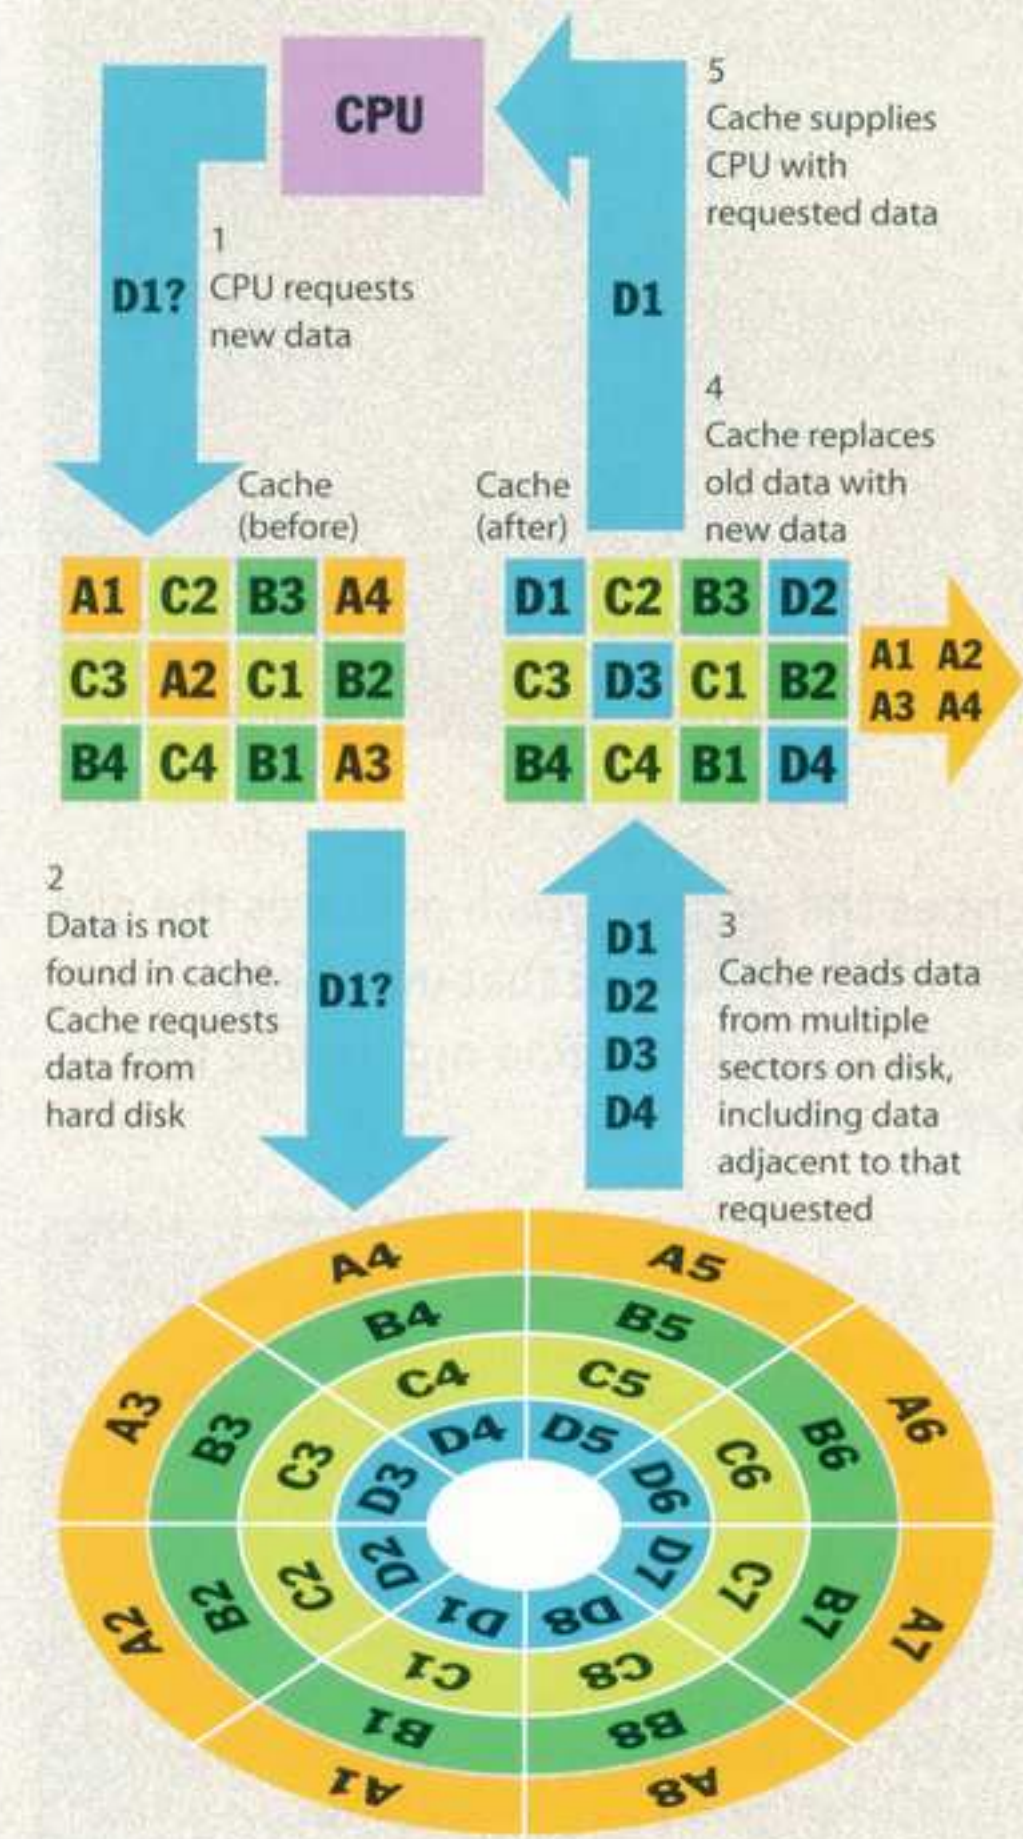 CPU
5
Cache supplies
CPU with
requested data
1
CPU requests
new data
D1?
D1
4
Cache replaces
old data with
new data
Cache
(before)
Cache
(after)
A1 C2 B3 A4
C3 A2 C1 B2
B4 C4 B1 A3
D1 C2 B3 D2
C3 D3 C1 B2
B4 C4 B1 D4
A1 A2
A3 A4
2
Data is not
found in cache.
Cache requests
data from
hard disk
D1?
D1
D2
D3
D4
3
Cache reads data
from multiple
sectors on disk,
including data
adjacent to that
requested
A4 A5
B4 B5
C4 C5
D4 D5
A3 B3 C3 D3 D6 C6 B6 A6
A2 B2 C2 D2 D7 C7 B7 A7
D1 D8
C1 C8
B1 B8
A1 A8